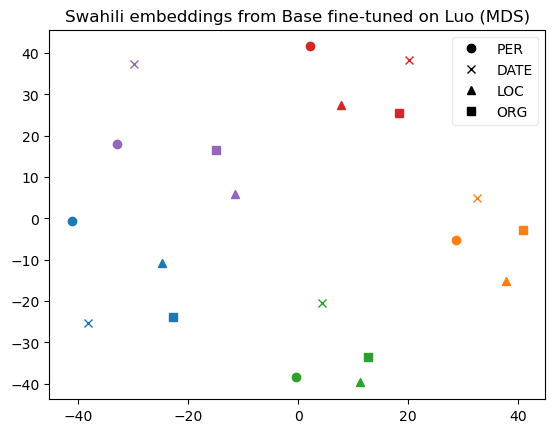 Swahili embeddings from Base fine-tuned on Luo (MDS)
PER
DATE
LOC
ORG
40
30
20
10
0
−10
−20
−30
−40
−40
−20
0
20
40